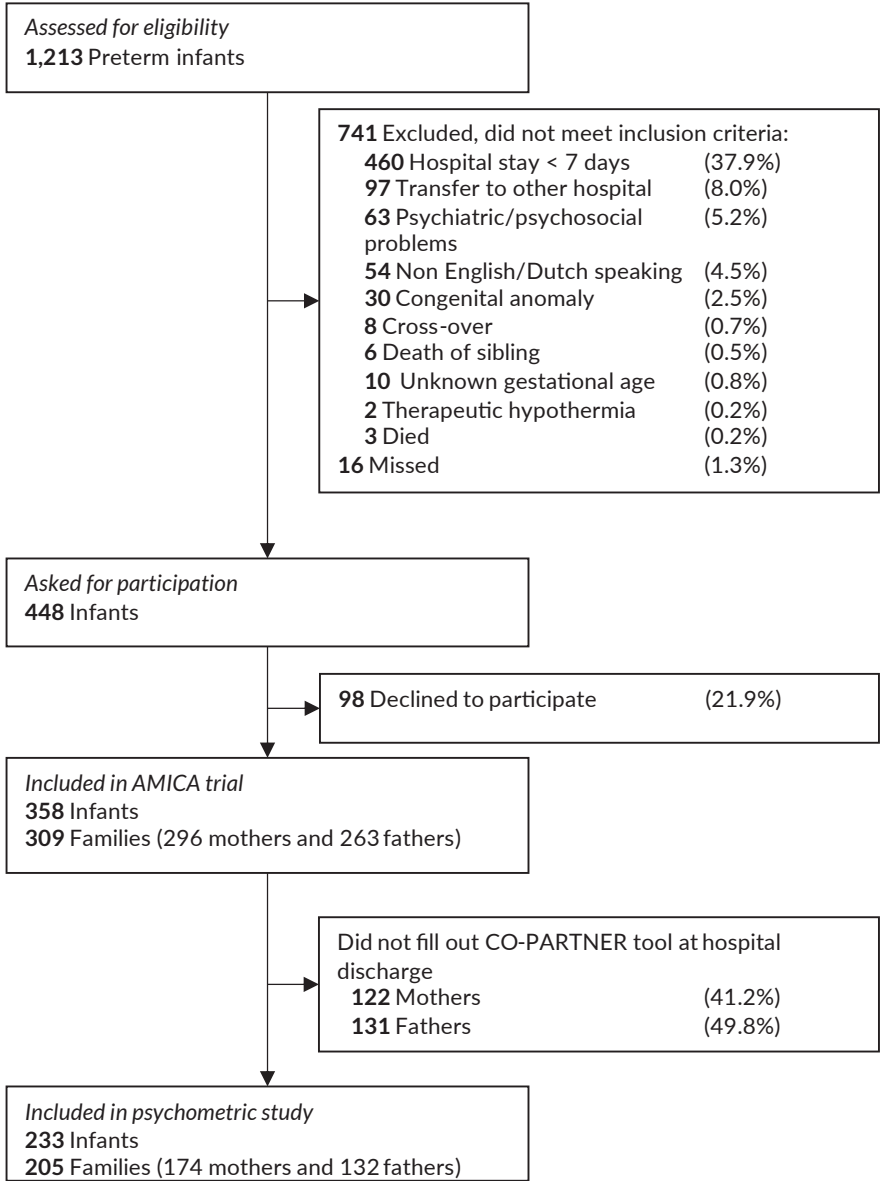 Assessed for eligibility
1,213 Preterm infants
741 Excluded, did not meet inclusion criteria:
460 Hospital stay < 7 days (37.9%)
97 Transfer to other hospital (8.0%)
63 Psychiatric/psychosocial (5.2%)
problems
54 Non English/Dutch speaking (4.5%)
30 Congenital anomaly (2.5%)
8 Cross-over (0.7%)
6 Death of sibling (0.5%)
10 Unknown gestational age (0.8%)
2 Therapeutic hypothermia (0.2%)
3 Died (0.2%)
16 Missed (1.3%)
Asked for participation
448 Infants
98 Declined to participate (21.9%)
Included in AMICA trial
358 Infants
309 Families (296 mothers and 263 fathers)
Did not fill out CO-PARTNER tool at hospital
discharge
122 Mothers (41.2%)
131 Fathers (49.8%)
Included in psychometric study
233 Infants
205 Families (174 mothers and 132 fathers)